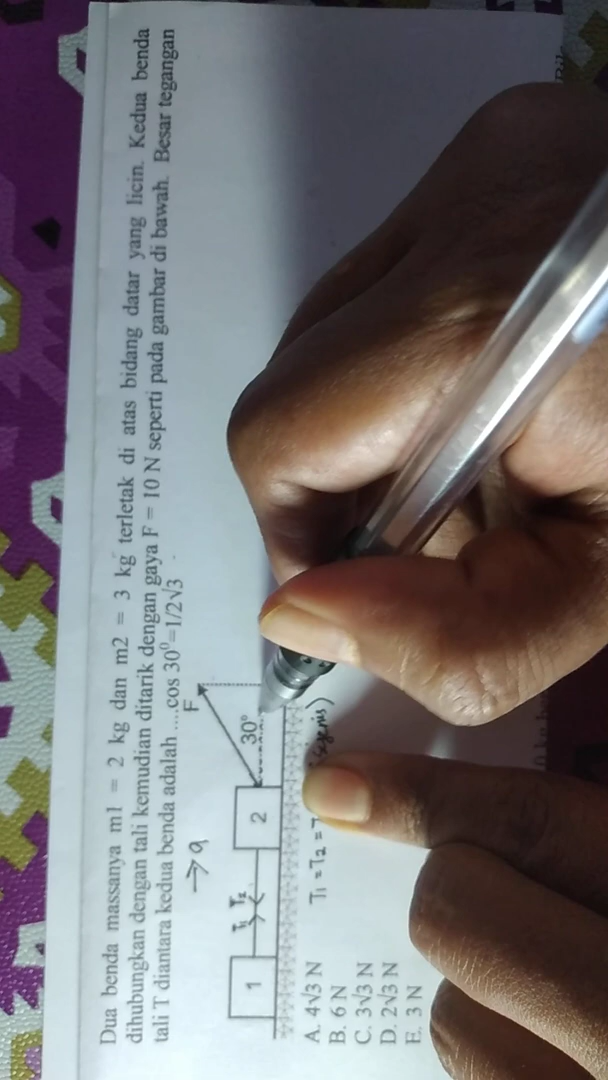 Dua benda massanya m1 = 2 kg dan m2 = 3 kg terletak di atas bidang datar yang licin. Kedua benda
dihubungkan dengan tali kemudian ditarik dengan gaya F = 10 N seperti pada gambar di bawah. Besar tegangan
tali T diantara kedua benda adalah ....cos 30⁰=1/2√3
→a
F
1
T₁ T₂
2
30°
A. 4√3 N
T₁ = T₂ =
B. 6 N
C. 3√3 N
D. 2√3 N
E. 3 N